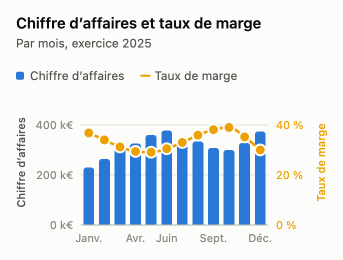 Chiffre d'affaires et taux de marge
Par mois, exercice 2025
Chiffre d'affaires
Taux de marge
Chiffre d'affaires
400 k€
200 k€
0 k€
40 %
20 %
0 %
Taux de marge
Janv.
Avr.
Juin
Sept.
Déc.